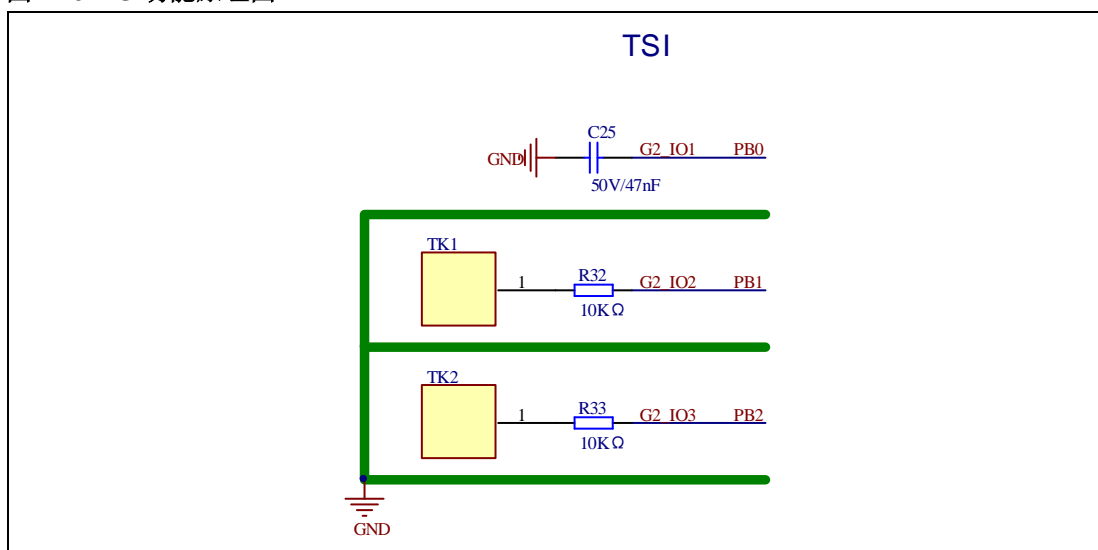 TSI
C25
GND
G2_IO1 PB0
50V/47nF
TK1
1
R32
G2_IO2 PB1
10KΩ
TK2
1
R33
G2_IO3 PB2
10KΩ
GND